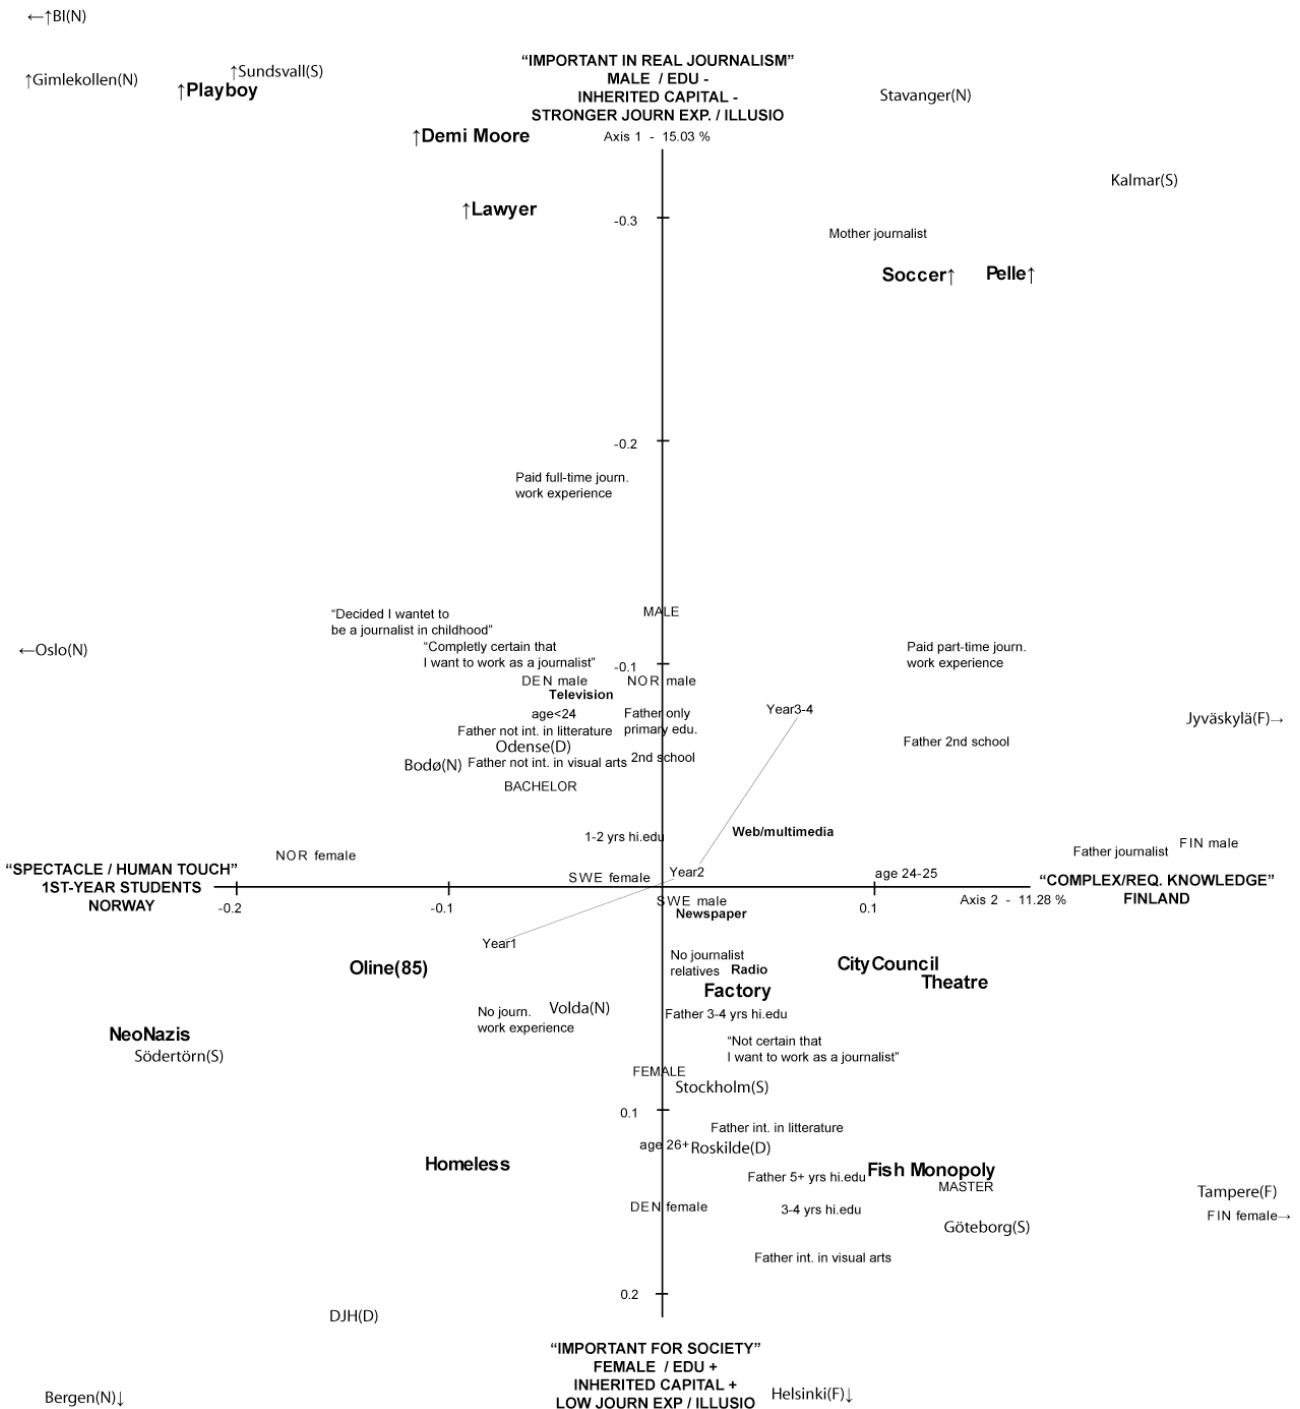 ←↑BI(N)
"IMPORTANT IN REAL JOURNALISM"
MALE / EDU -
INHERITED CAPITAL -
STRONGER JOURN EXP. / ILLUSIO
Axis 1 - 15.03 %
↑Gimlekollen(N)
↑Sundsvall(S)
↑Playboy
Stavanger(N)
↑Demi Moore
Kalmar(S)
↑Lawyer
-0.3
Mother journalist
Soccer↑
Pelle↑
-0.2
Paid full-time journ.
work experience
"Decided I wantet to
be a journalist in childhood"
MALE
"Completly certain that
I want to work as a journalist"
←Oslo(N)
Paid part-time journ.
work experience
-0.1
DEN male
NOR male
Television
age<24
Father only
primary edu.
Year3-4
Jyväskylä(F)→
Father not int. in litterature
Odense(D)
Father 2nd school
Bodø(N)
Father not int. in visual arts
2nd school
BACHELOR
1-2 yrs hi.edu
Web/multimedia
NOR female
Father journalist
FIN male
"SPECTACLE / HUMAN TOUCH"
1ST-YEAR STUDENTS
NORWAY
SWE female
Year2
age 24-25
"COMPLEX/REQ. KNOWLEDGE"
FINLAND
-0.2
-0.1
SWE male
Newspaper
0.1
Axis 2 - 11.28 %
Year1
No journalist
relatives
Radio
Oline(85)
City Council
Theatre
Factory
No journ.
work experience
Volda(N)
Father 3-4 yrs hi.edu
NeoNazis
Södertörn(S)
"Not certain that
I want to work as a journalist"
FEMALE
Stockholm(S)
0.1
Father int. in litterature
age 26+
Roskilde(D)
Homeless
Father 5+ yrs hi.edu
Fish Monopoly
MASTER
Tampere(F)
DEN female
3-4 yrs hi.edu
FIN female→
Göteborg(S)
Father int. in visual arts
0.2
DJH(D)
"IMPORTANT FOR SOCIETY"
FEMALE / EDU +
INHERITED CAPITAL +
LOW JOURN EXP / ILLUSIO
Bergen(N)↓
Helsinki(F)↓